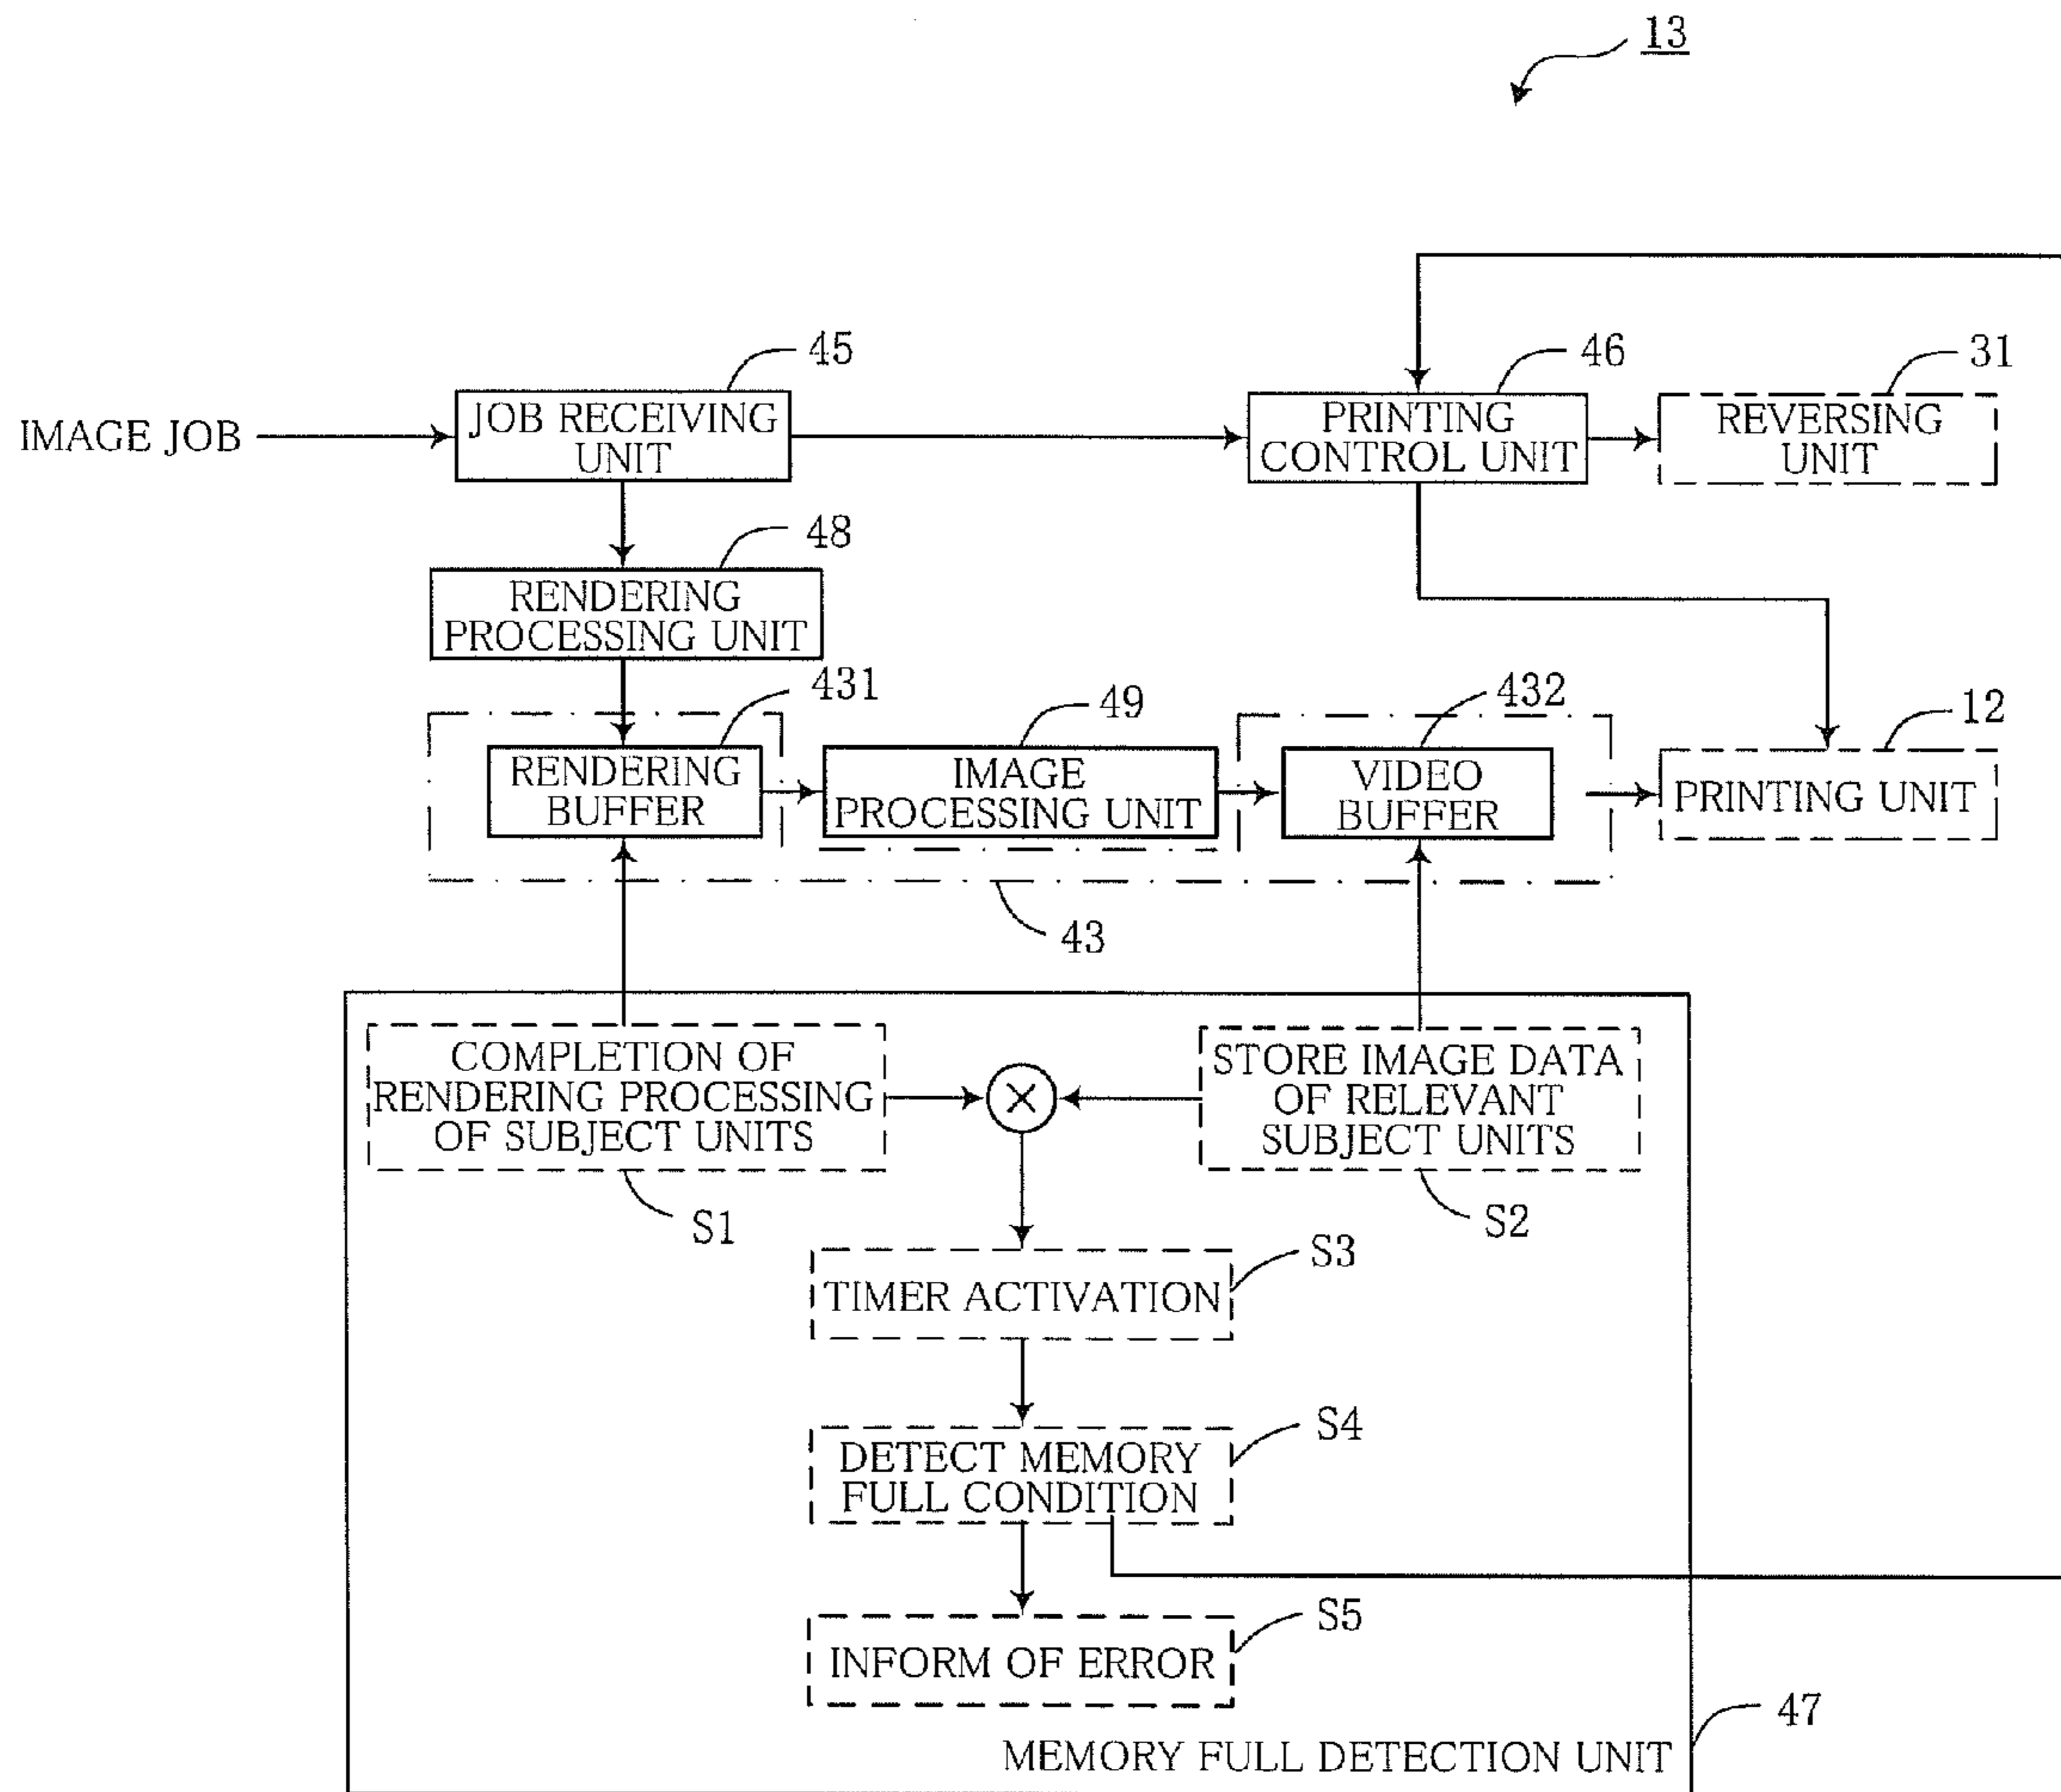 13
45
46
31
IMAGE JOB
JOB RECEIVING
UNIT
PRINTING
CONTROL UNIT
REVERSING
UNIT
48
RENDERING
PROCESSING UNIT
431
49
432
12
RENDERING
BUFFER
IMAGE
PROCESSING UNIT
VIDEO
BUFFER
PRINTING UNIT
43
COMPLETION OF
RENDERING PROCESSING
OF SUBJECT UNITS
STORE IMAGE DATA
OF RELEVANT
SUBJECT UNITS
S1
S2
S3
TIMER ACTIVATION
S4
DETECT MEMORY
FULL CONDITION
S5
INFORM OF ERROR
47
MEMORY FULL DETECTION UNIT